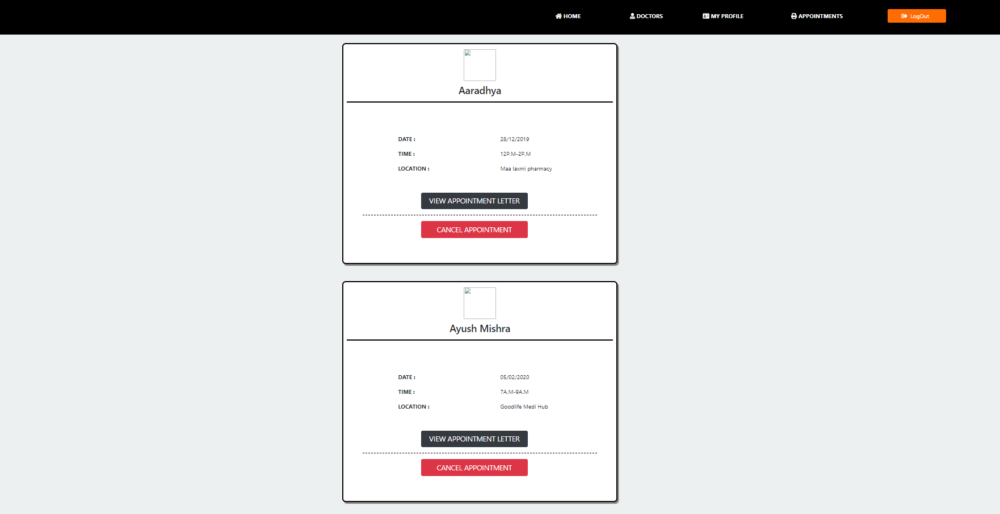 HOME DOCTORS MY PROFILE APPOINTMENTS LogOut
Aaradhya
DATE : 28/12/2019
TIME : 12P.M-2P.M
LOCATION : Maa laxmi pharmacy
VIEW APPOINTMENT LETTER
CANCEL APPOINTMENT
Ayush Mishra
DATE : 05/02/2020
TIME : 7A.M-9A.M
LOCATION : Goodlife Medi Hub
VIEW APPOINTMENT LETTER
CANCEL APPOINTMENT